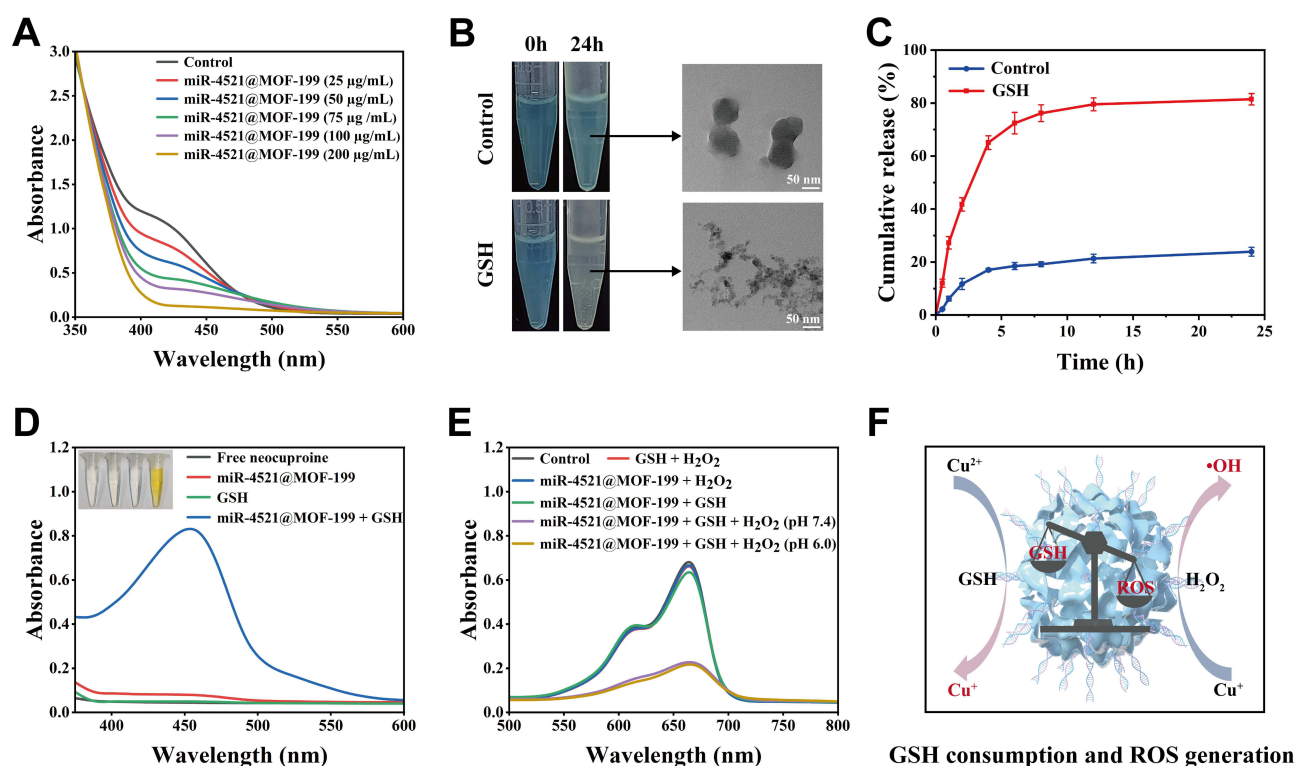 A
Absorbance
3.0
2.5
2.0
1.5
1.0
0.5
0.0
350
400
450
500
550
600
Wavelength (nm)
Control
miR-4521@MOF-199 (25 µg/mL)
miR-4521@MOF-199 (50 µg/mL)
miR-4521@MOF-199 (75 µg /mL)
miR-4521@MOF-199 (100 µg/mL)
miR-4521@MOF-199 (200 µg/mL)
B
0h
24h
Control
50 nm
GSH
50 nm
C
Cumulative release (%)
100
80
60
40
20
0
0
5
10
15
20
25
Time (h)
Control
GSH
D
Absorbance
1.2
1.0
0.8
0.6
0.4
0.2
0.0
400
450
500
550
600
Wavelength (nm)
Free neocuproine
miR-4521@MOF-199
GSH
miR-4521@MOF-199 + GSH
E
Absorbance
1.2
1.0
0.8
0.6
0.4
0.2
0.0
500
550
600
650
700
750
800
Wavelength (nm)
Control
GSH + H₂O₂
miR-4521@MOF-199 + H₂O₂
miR-4521@MOF-199 + GSH
miR-4521@MOF-199 + GSH + H₂O₂ (pH 7.4)
miR-4521@MOF-199 + GSH + H₂O₂ (pH 6.0)
F
Cu²⁺
•OH
GSH
GSH
ROS
H₂O₂
Cu⁺
Cu⁺
GSH consumption and ROS generation